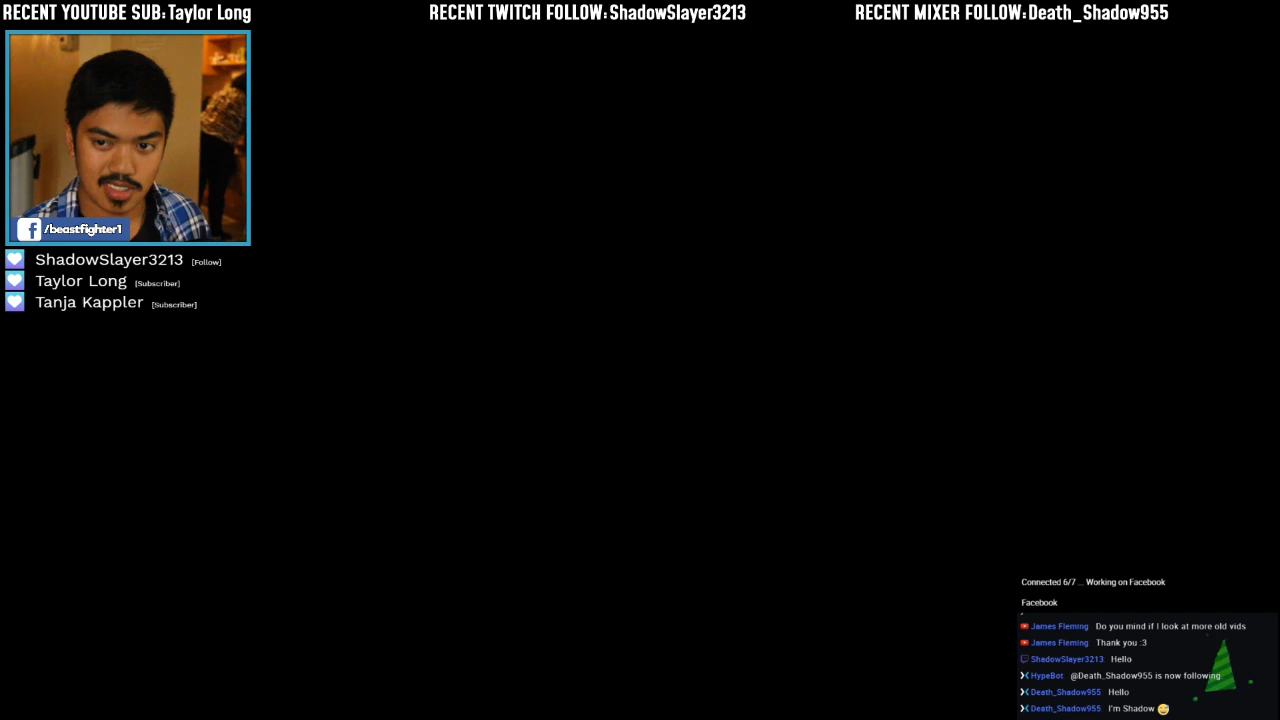 RECENT YOUTUBE SUB: Taylor Long
RECENT TWITCH FOLLOW: ShadowSlayer3213
RECENT MIXER FOLLOW: Death_Shadow955
f /beastfighter1
ShadowSlayer3213 [Follow]
Taylor Long [Subscriber]
Tanja Kappler [Subscriber]
Connected 6/7 ... Working on Facebook
Facebook
James Fleming Do you mind if I look at more old vids
James Fleming Thank you :3
ShadowSlayer3213 Hello
HypeBot @Death_Shadow955 is now following
Death_Shadow955 Hello
Death_Shadow955 I'm Shadow 😅